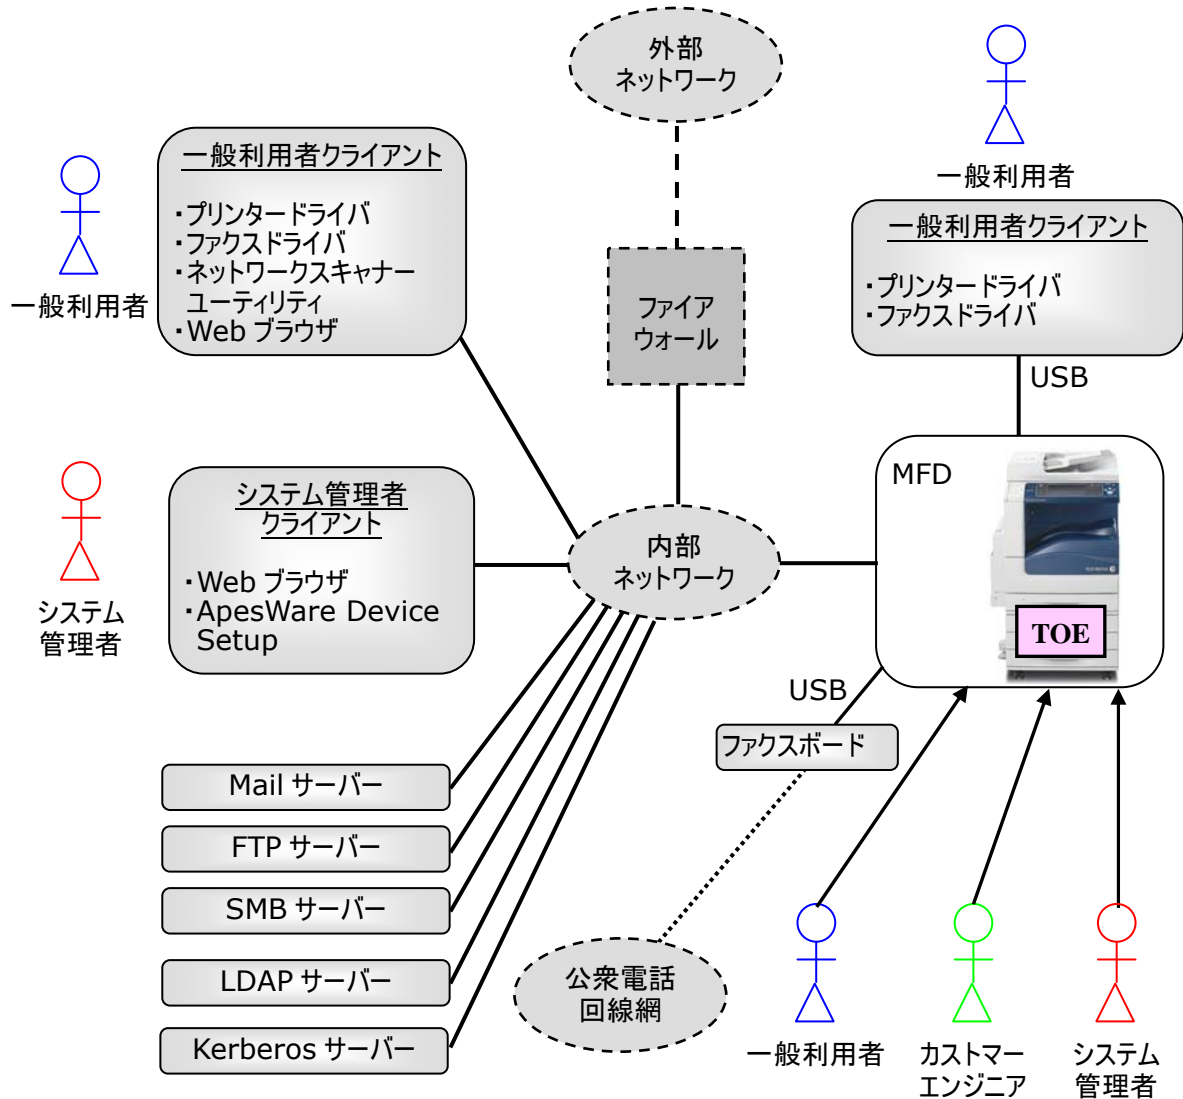 外部
ネットワーク
一般利用者
一般利用者クライアント
・プリンタードライバ
・ファクスドライバ
・ネットワークスキャナー
ユーティリティ
・Web ブラウザ
一般利用者
一般利用者クライアント
・プリンタードライバ
・ファクスドライバ
ファイア
ウォール
USB
MFD
TOE
システム管理者
クライアント
・Web ブラウザ
・ApesWare Device
Setup
システム
管理者
内部
ネットワーク
USB
ファクスボード
Mail サーバー
FTP サーバー
SMB サーバー
LDAP サーバー
Kerberos サーバー
公衆電話
回線網
一般利用者
カストマー
エンジニア
システム
管理者